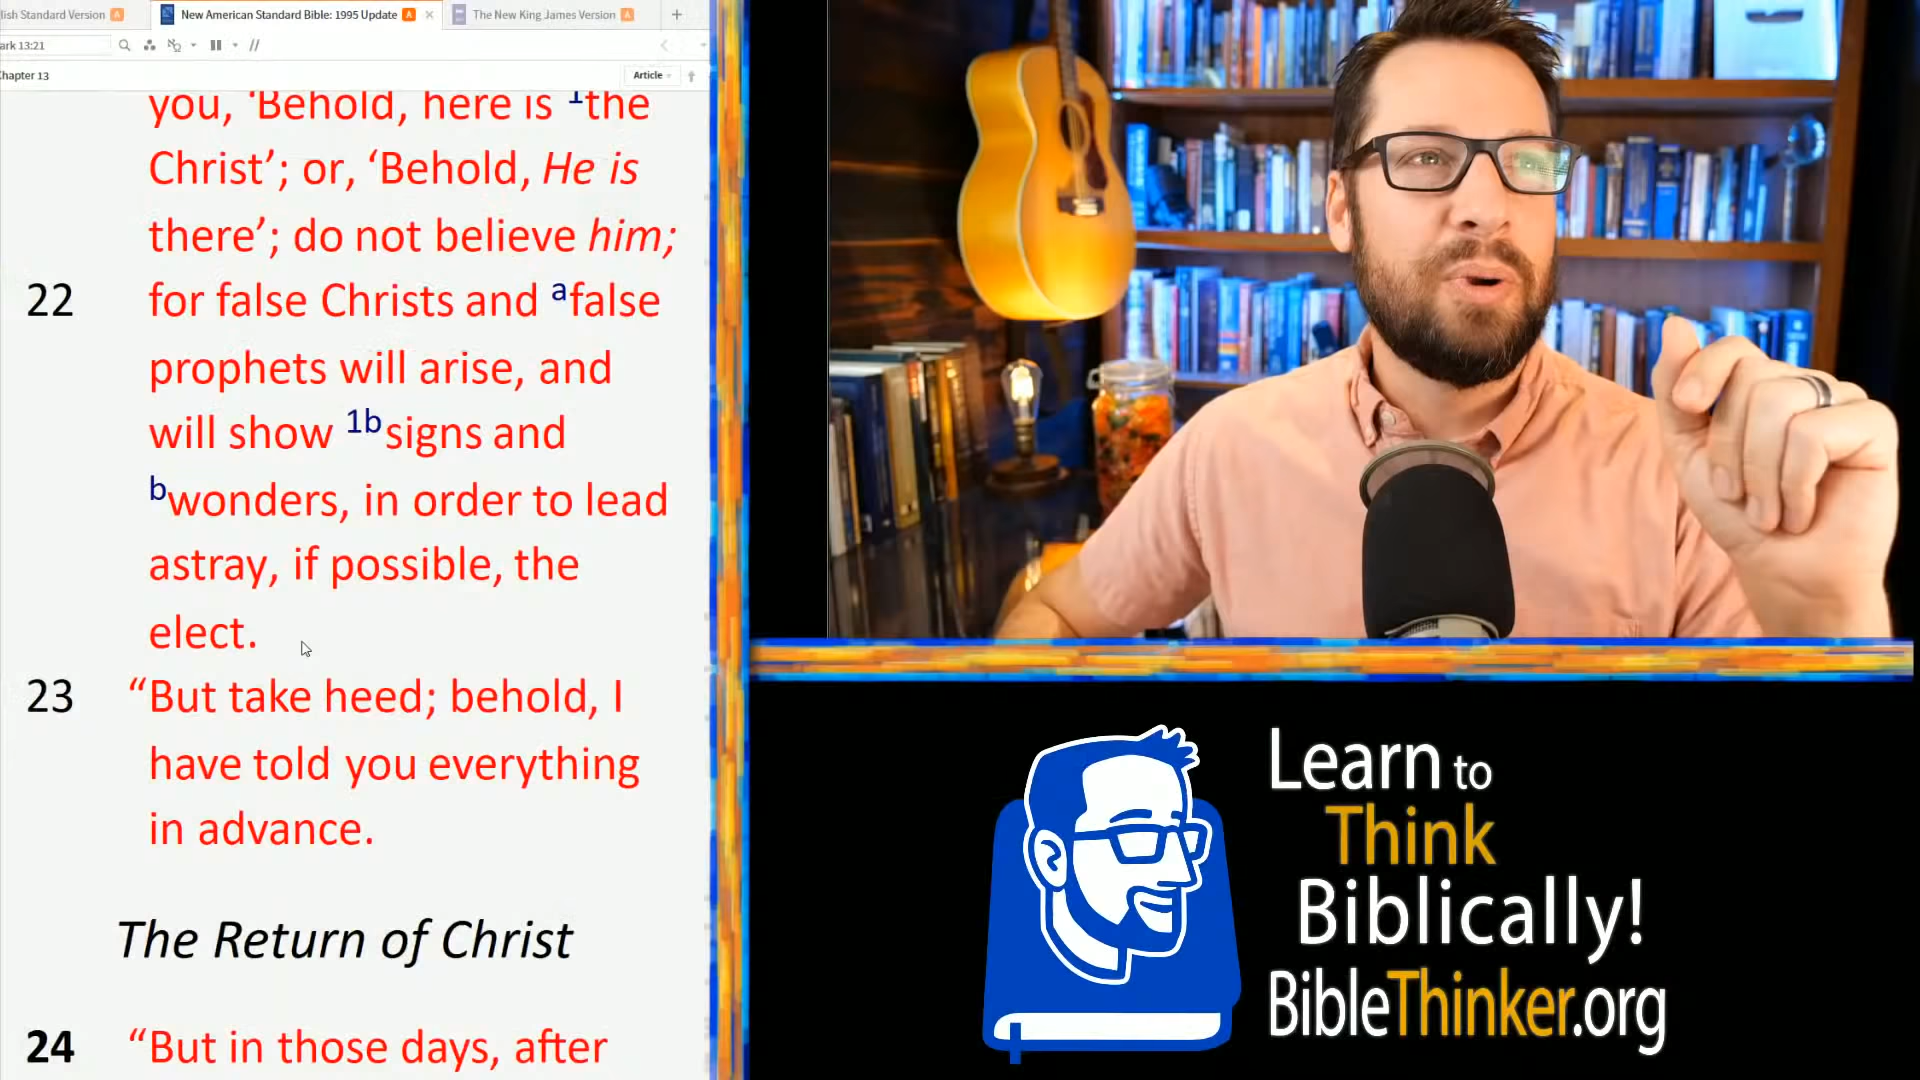 lish Standard Version A
New American Standard Bible: 1995 Update A
The New King James Version A
ark 13:21
hapter 13
Article
you, ‘Behold, here is 1the
Christ’; or, ‘Behold, He is
there’; do not believe him;
22 for false Christs and afalse
prophets will arise, and
will show 1bsigns and
bwonders, in order to lead
astray, if possible, the
elect.
23 “But take heed; behold, I
have told you everything
in advance.
The Return of Christ
24 “But in those days, after
Learn to
Think
Biblically!
BibleThinker.org